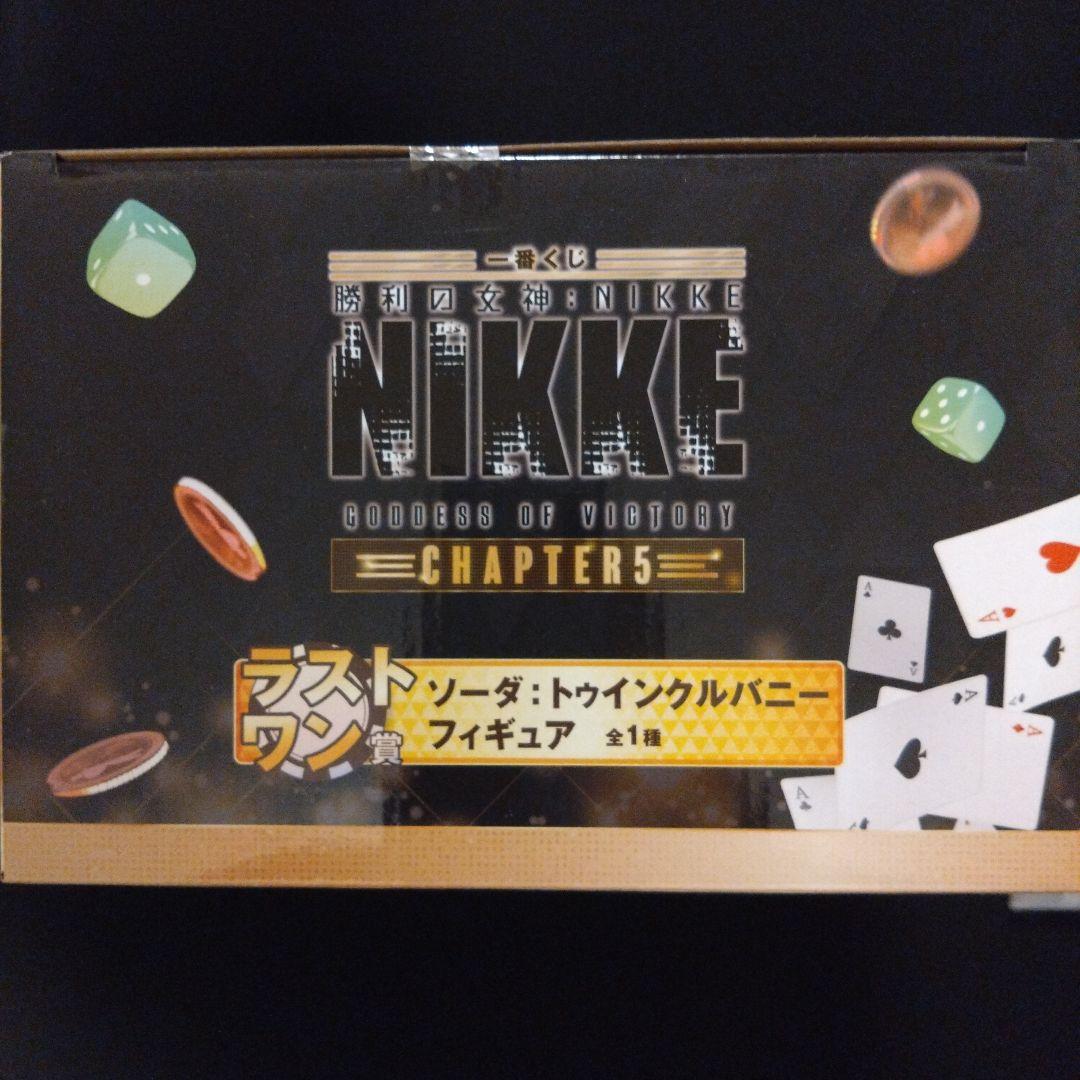 一番くじ
勝利の女神:NIKKE
NIKKE
GODDESS OF VICTORY
CHAPTER5
ラストワン賞
ソーダ:トゥインクルバニー
フィギュア 全1種
A
A
A
A
A
A